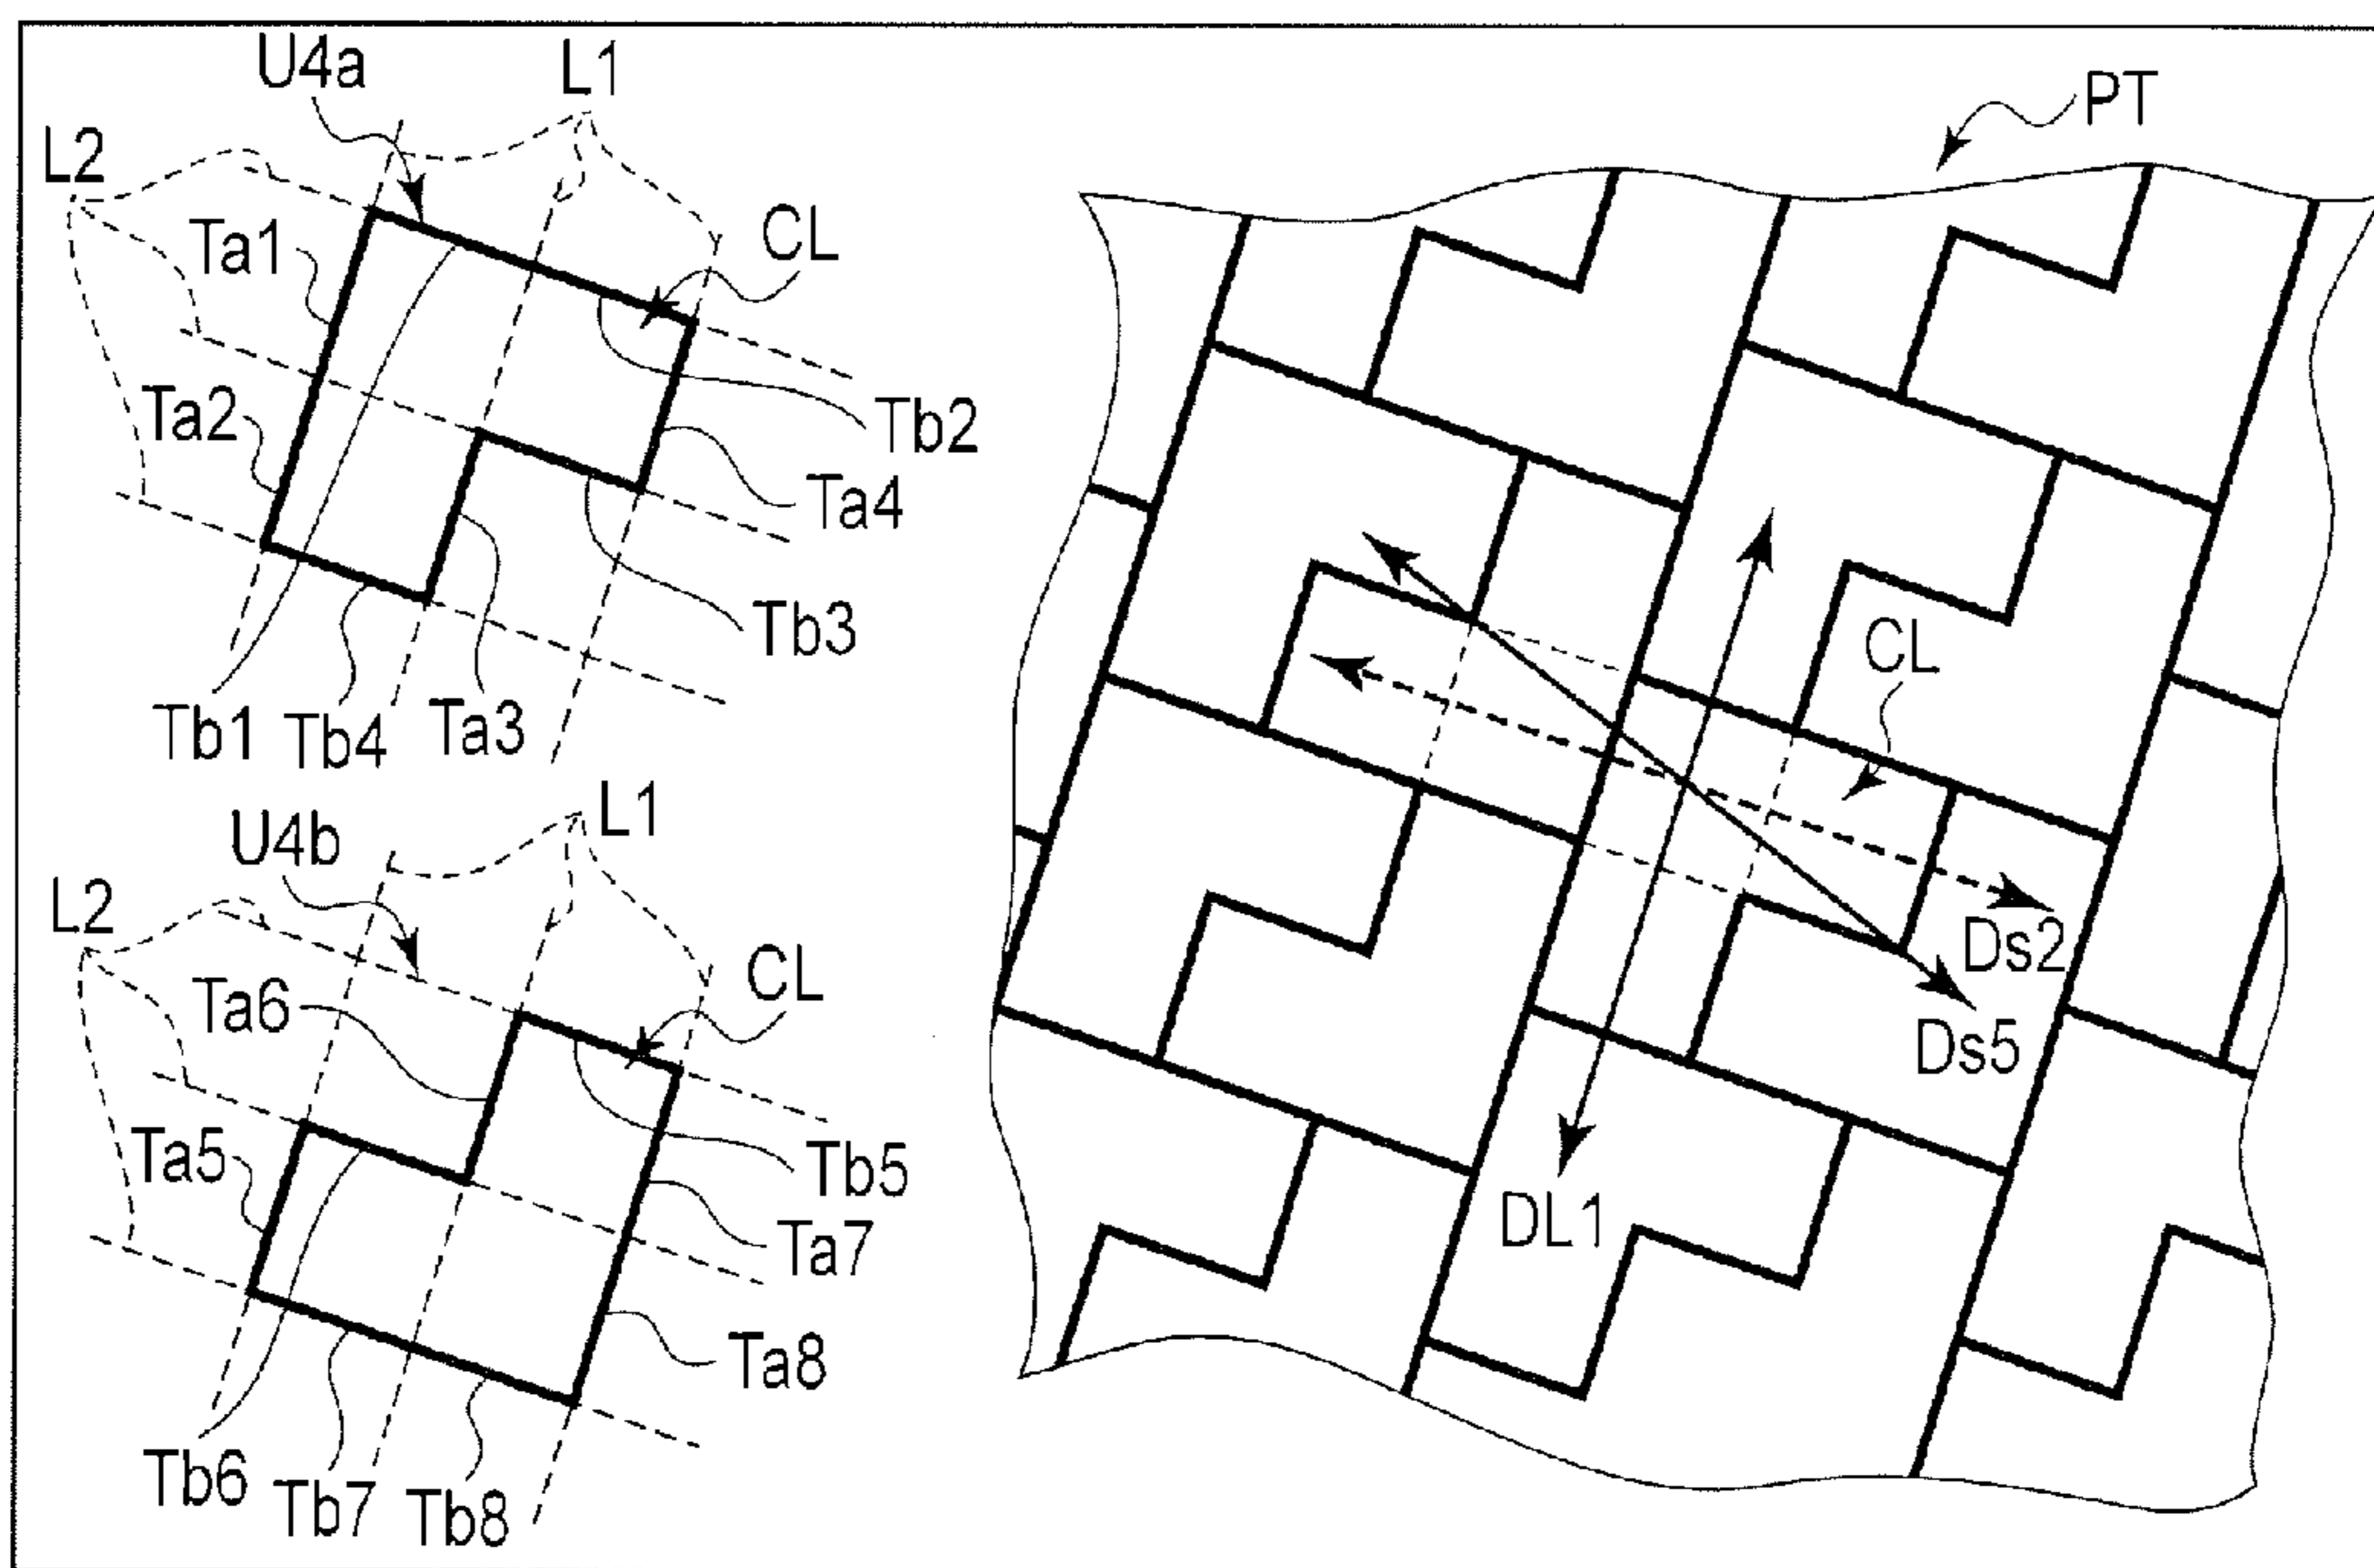 U4a
L1
PT
L2
CL
Ta1
Ta2
Tb2
Ta4
Tb3
Tb1
Tb4
Ta3
CL
L1
U4b
L2
CL
Ta6
Ds2
Ds5
Ta5
Tb5
Ta7
DL1
Ta8
Tb6
Tb7
Tb8